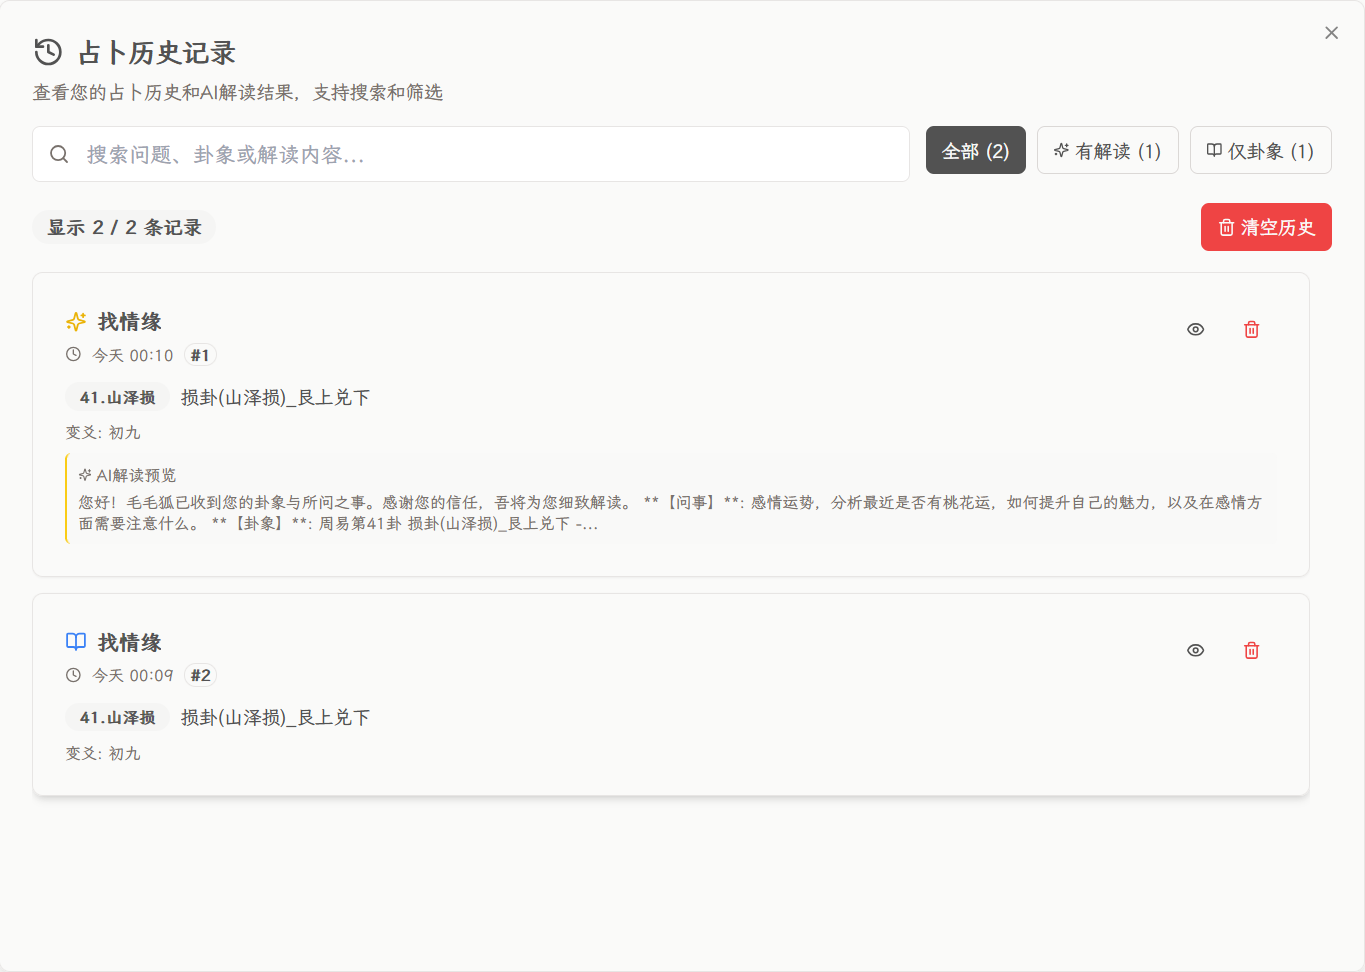 占卜历史记录
查看您的占卜历史和AI解读结果，支持搜索和筛选
搜索问题、卦象或解读内容...
全部 (2)
有解读 (1)
仅卦象 (1)
显示 2 / 2 条记录
清空历史
找情缘
今天 00:10 #1
41.山泽损 损卦(山泽损)_艮上兑下
变爻: 初九
AI解读预览
您好！毛毛狐已收到您的卦象与所问之事。感谢您的信任，吾将为您细致解读。 **【问事】**: 感情运势，分析最近是否有桃花运，如何提升自己的魅力，以及在感情方
面需要注意什么。 **【卦象】**: 周易第41卦 损卦(山泽损)_艮上兑下 -...
找情缘
今天 00:09 #2
41.山泽损 损卦(山泽损)_艮上兑下
变爻: 初九